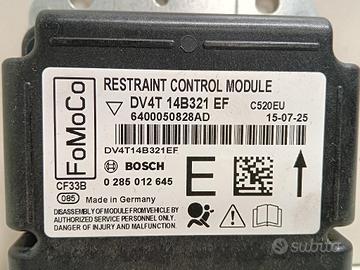 FoMoCo
RESTRAINT CONTROL MODULE
DV4T 14B321 EF C520EU
6400050828AD 15-07-25
DV4T14B321EF
BOSCH
CF33B 0 285 012 645
E
085 Made in Germany
DISASSEMBLY OF MODULE FROM VEHICLE BY
AUTHORIZED SERVICE PERSONNEL ONLY.
DANGER OF INJURY AND MALFUNCTION.
subito